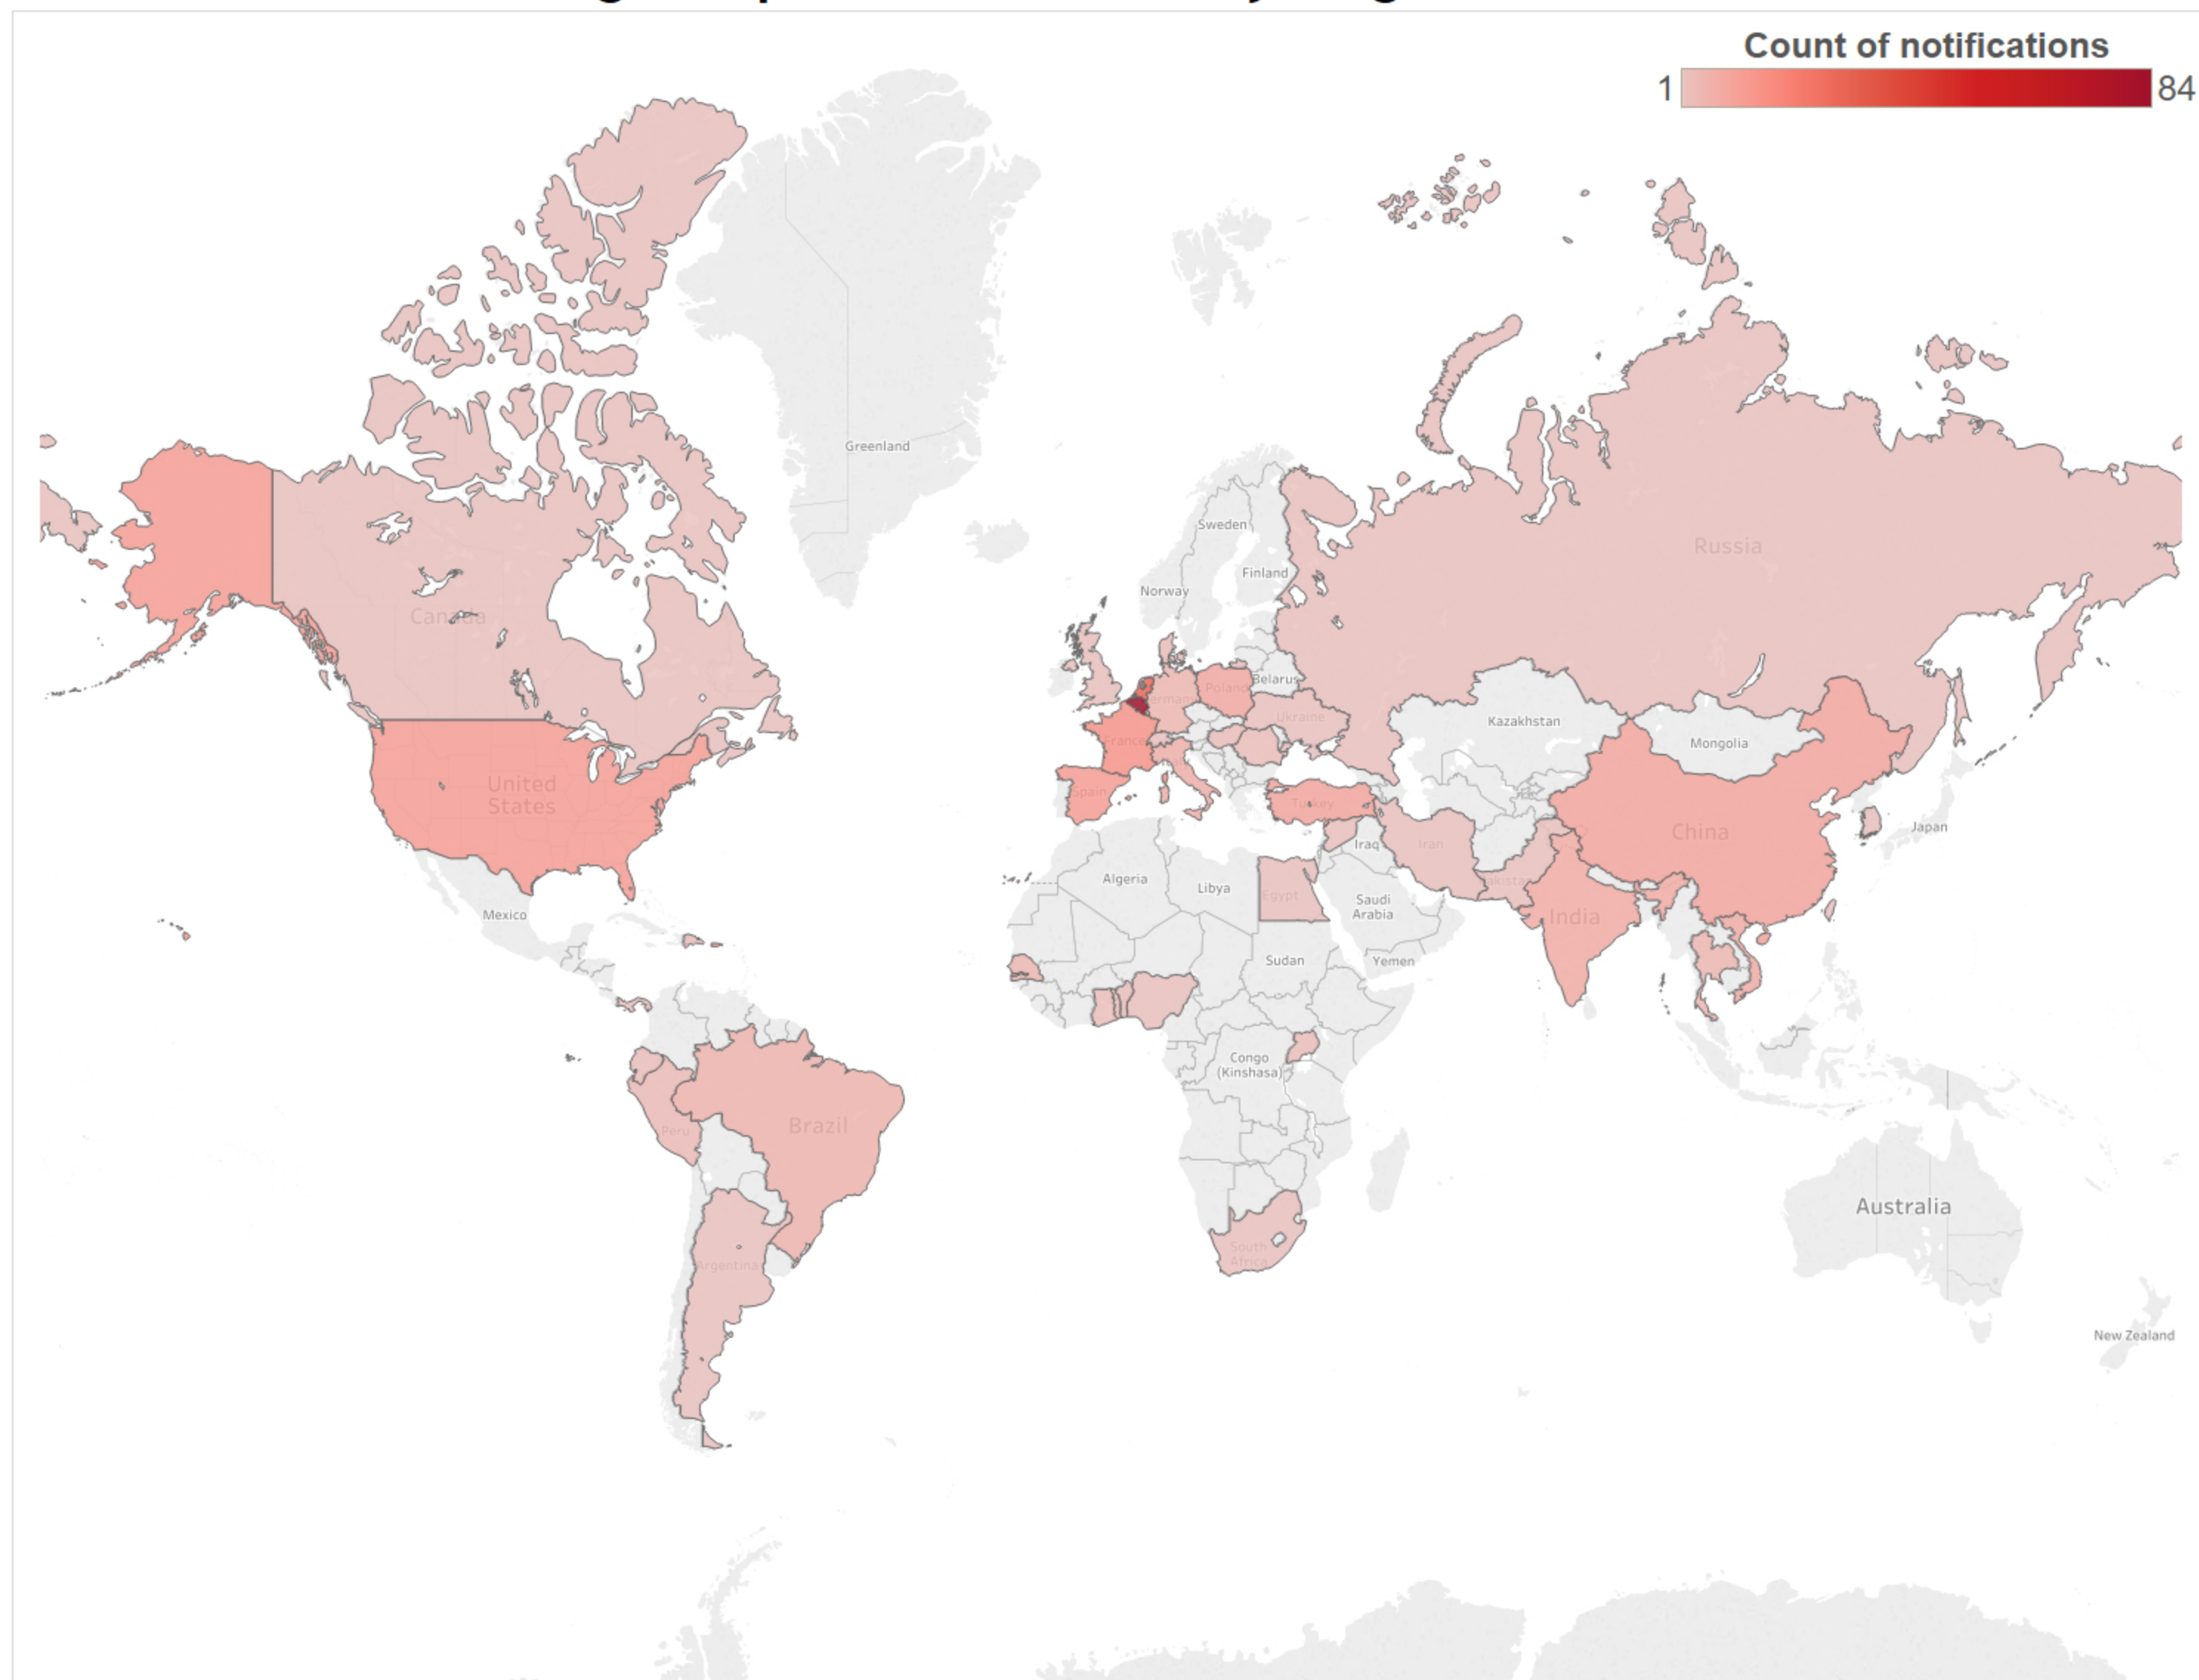 Count of notifications
1
84
Greenland
Sweden
Finland
Norway
Russia
Canada
Belarus
Poland
Ukraine
Kazakhstan
Mongolia
France
United
States
Spain
Turkey
China
Japan
Iraq
Iran
Algeria
Libya
Egypt
Saudi
Arabia
India
Mexico
Sudan
Yemen
Congo
(Kinshasa)
Brazil
Peru
Australia
South
Africa
Argentina
New Zealand